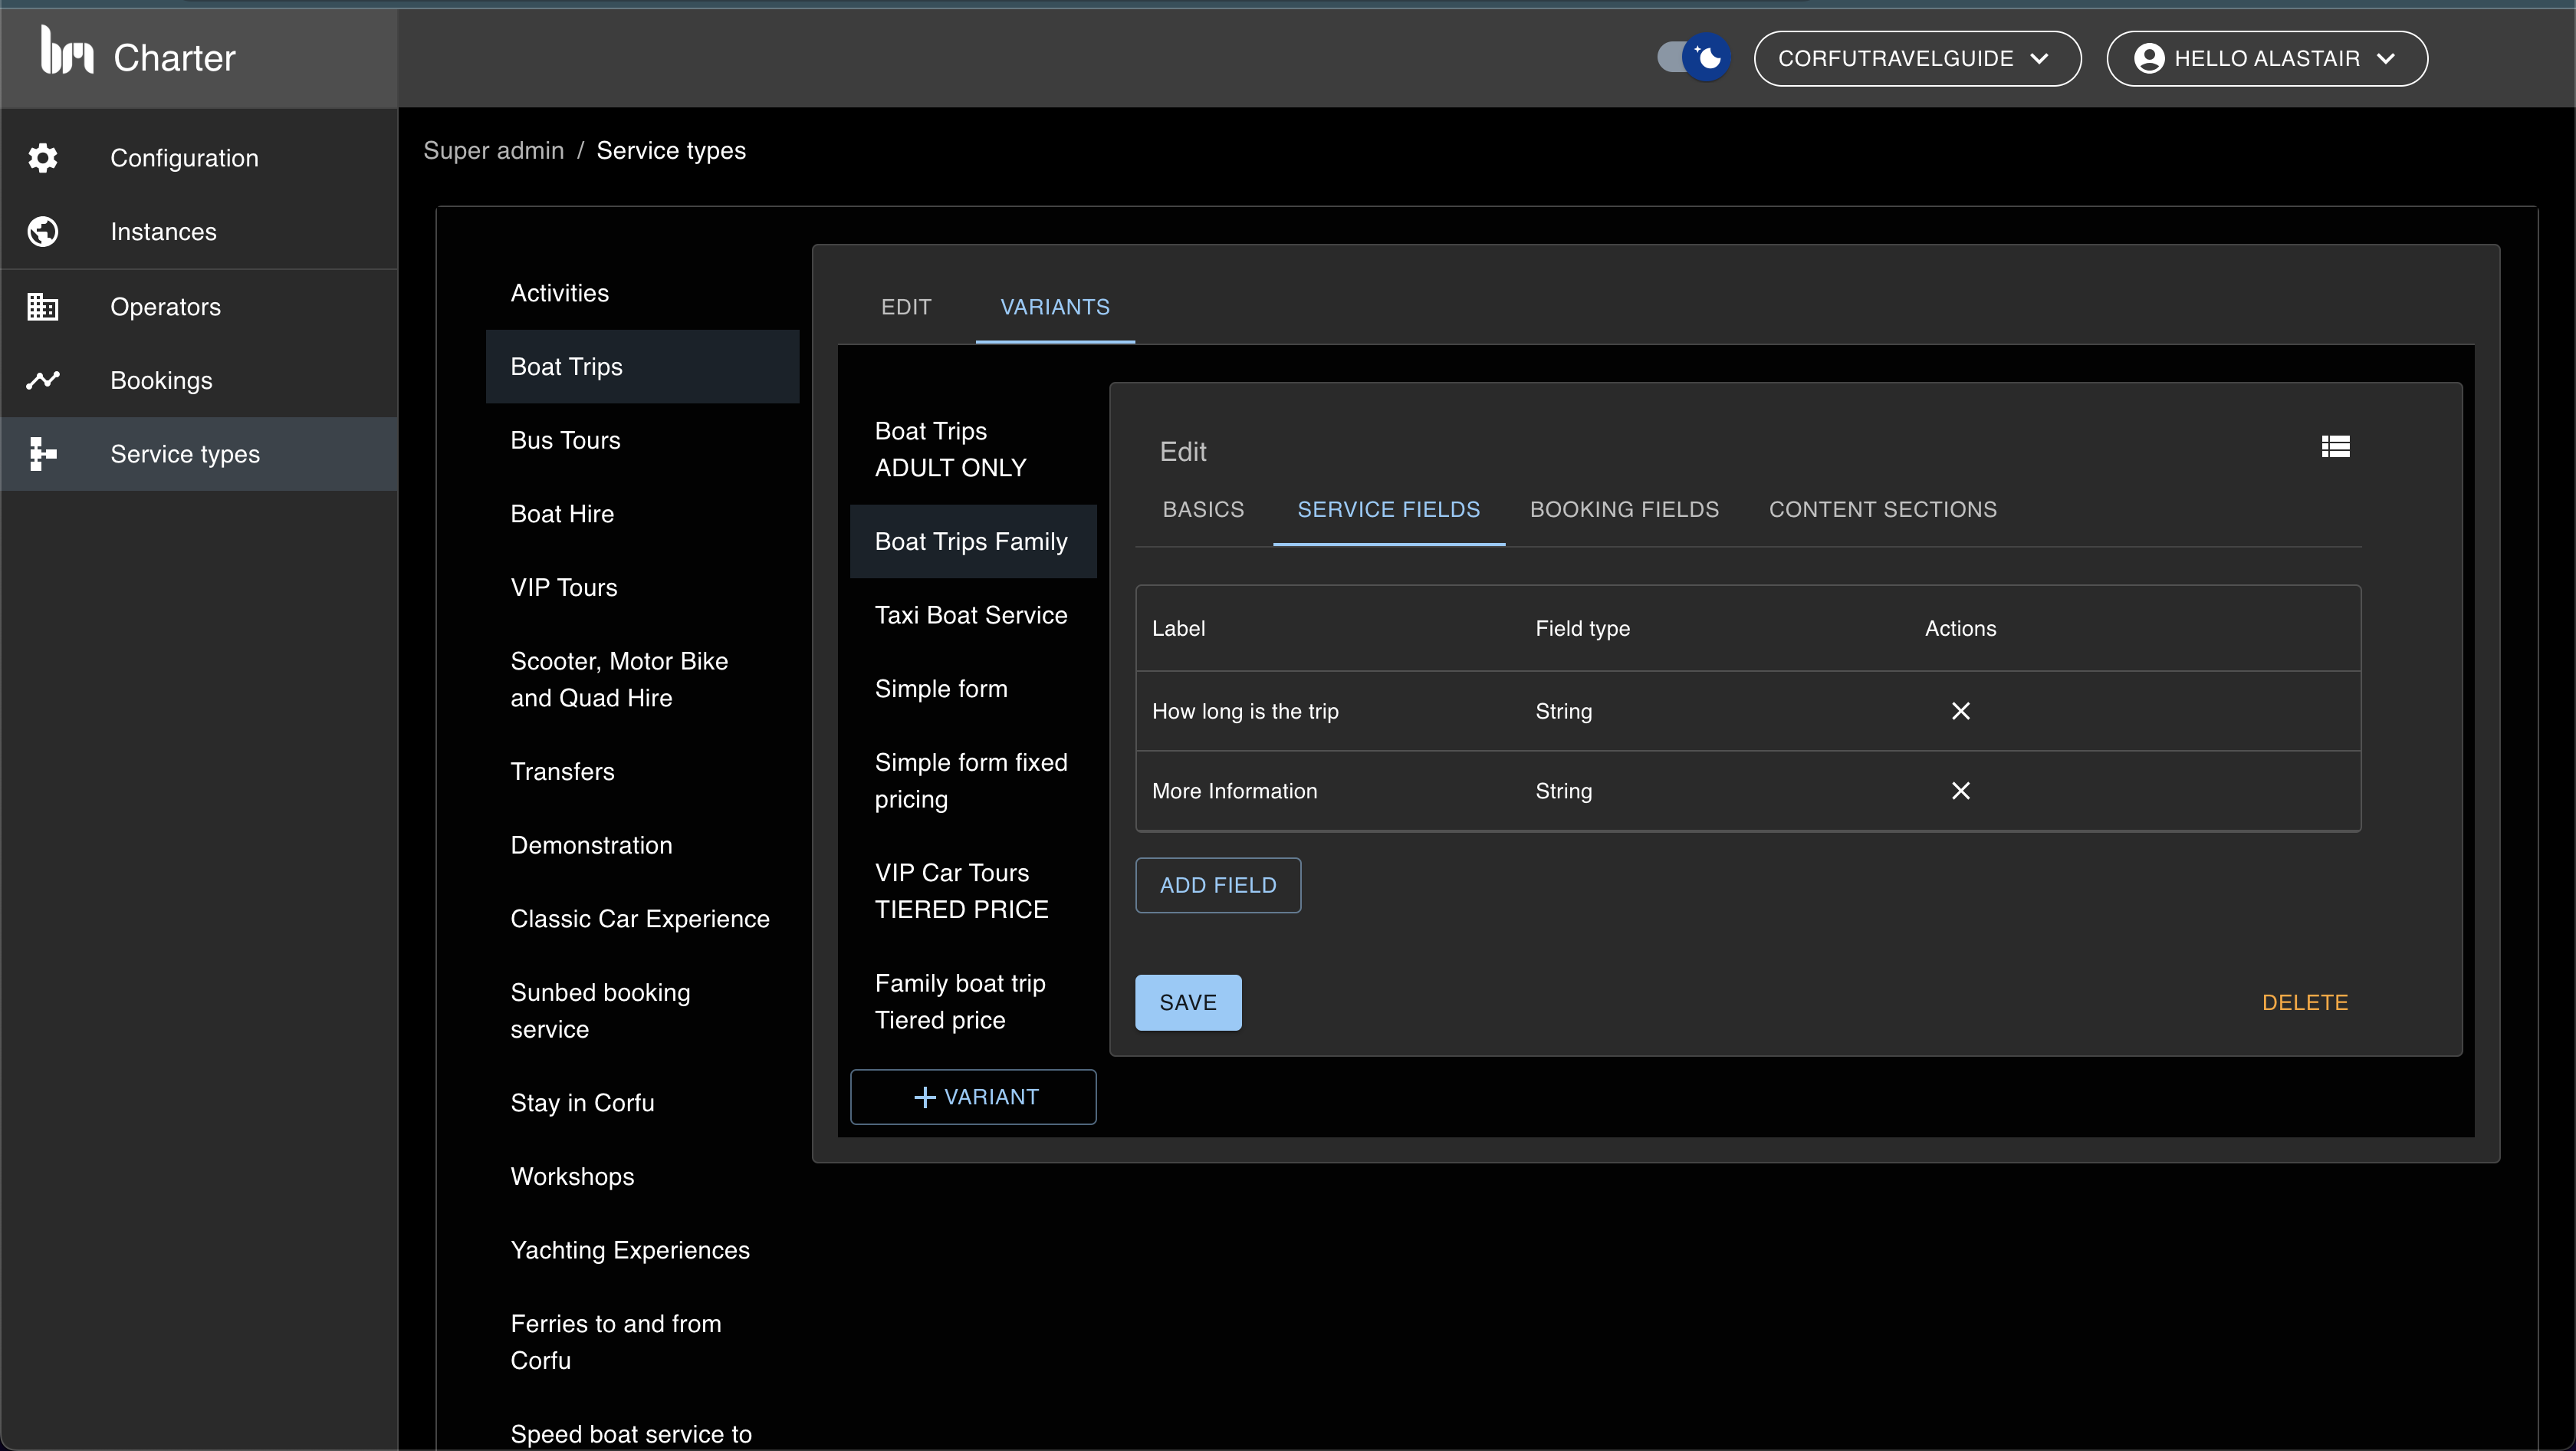 bm Charter
CORFUTRAVELGUIDE
HELLO ALASTAIR
Configuration
Instances
Operators
Bookings
Service types
Super admin / Service types
Activities
Boat Trips
Bus Tours
Boat Hire
VIP Tours
Scooter, Motor Bike
and Quad Hire
Transfers
Demonstration
Classic Car Experience
Sunbed booking
service
Stay in Corfu
Workshops
Yachting Experiences
Ferries to and from
Corfu
Speed boat service to
EDIT
VARIANTS
Boat Trips
ADULT ONLY
Boat Trips Family
Taxi Boat Service
Simple form
Simple form fixed
pricing
VIP Car Tours
TIERED PRICE
Family boat trip
Tiered price
+ VARIANT
Edit
BASICS
SERVICE FIELDS
BOOKING FIELDS
CONTENT SECTIONS
Label Field type Actions
How long is the trip String
More Information String
ADD FIELD
SAVE
DELETE